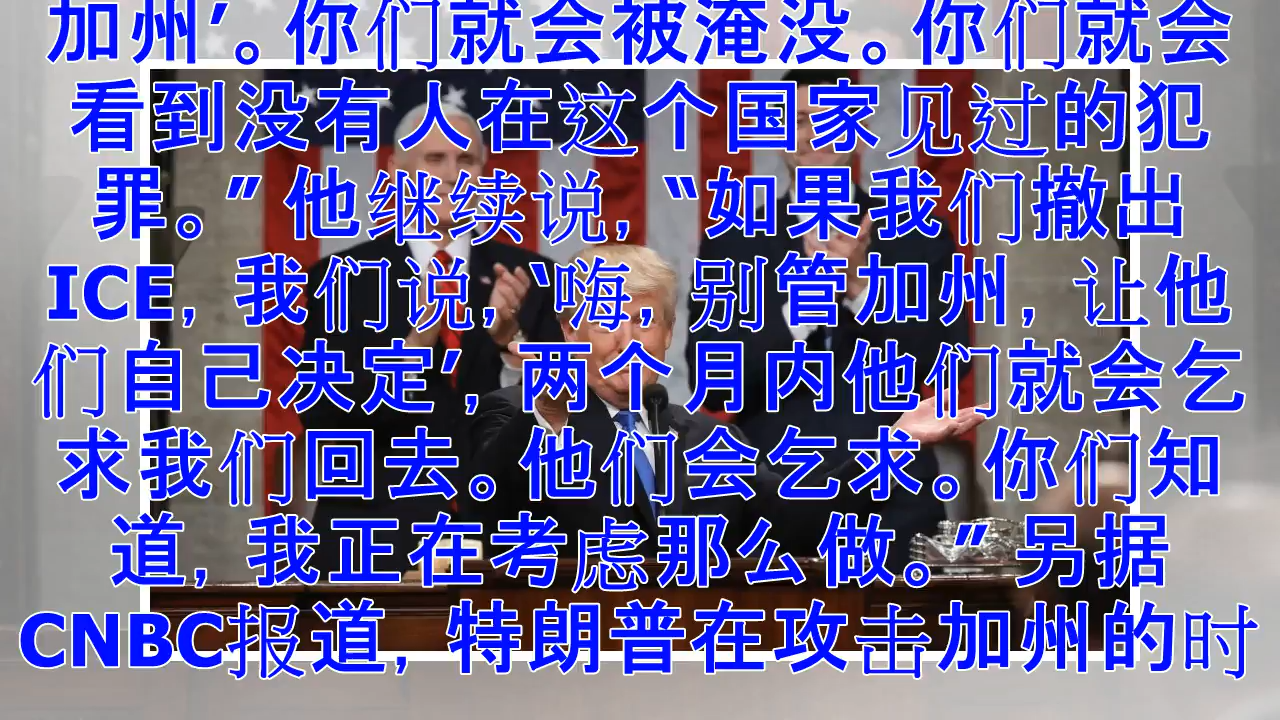 加州’。你们就会被淹没。你们就会
看到没有人在这个国家见过的犯
罪。”他继续说,“如果我们撤出
ICE, 我们说,‘嗨, 别管加州, 让他
们自己决定’, 两个月内他们就会乞
求我们回去。他们会乞求。你们知
道, 我正在考虑那么做。”另据
CNBC报道, 特朗普在攻击加州的时